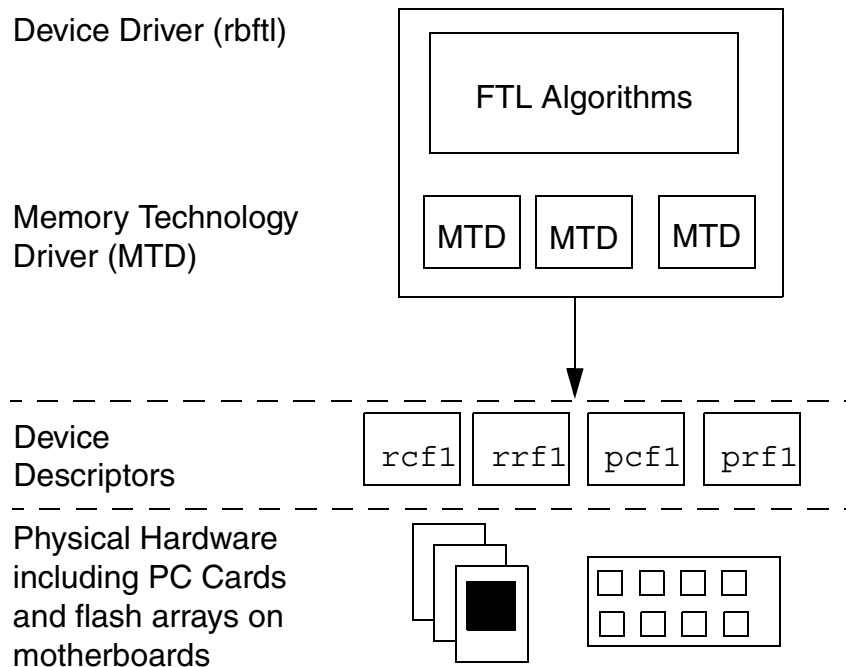 Device Driver (rbftl)
FTL Algorithms
Memory Technology
Driver (MTD)
MTD
MTD
MTD
Device
Descriptors
rcf1
rrf1
pcf1
prf1
Physical Hardware
including PC Cards
and flash arrays on
motherboards